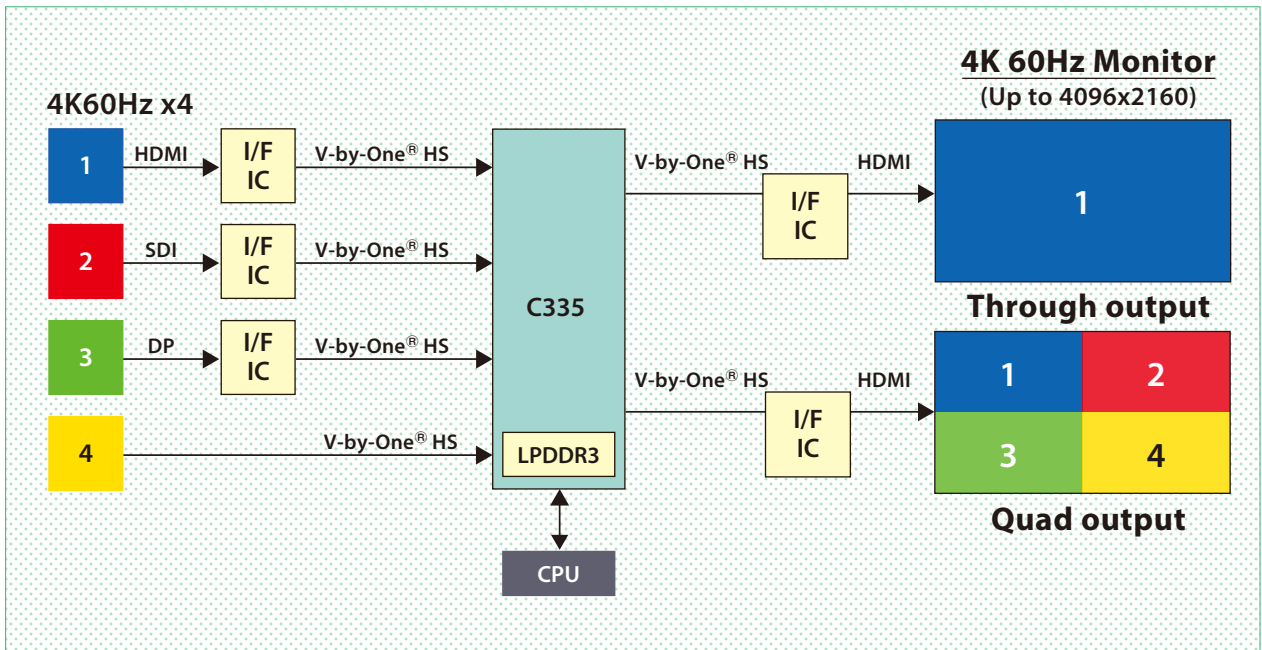 4K60Hz x4
1
HDMI
I/F
IC
V-by-One® HS
2
SDI
I/F
IC
V-by-One® HS
3
DP
I/F
IC
V-by-One® HS
4
V-by-One® HS
C335
LPDDR3
CPU
V-by-One® HS
I/F
IC
HDMI
V-by-One® HS
I/F
IC
HDMI
4K 60Hz Monitor
(Up to 4096x2160)
1
Through output
1 2
3 4
Quad output